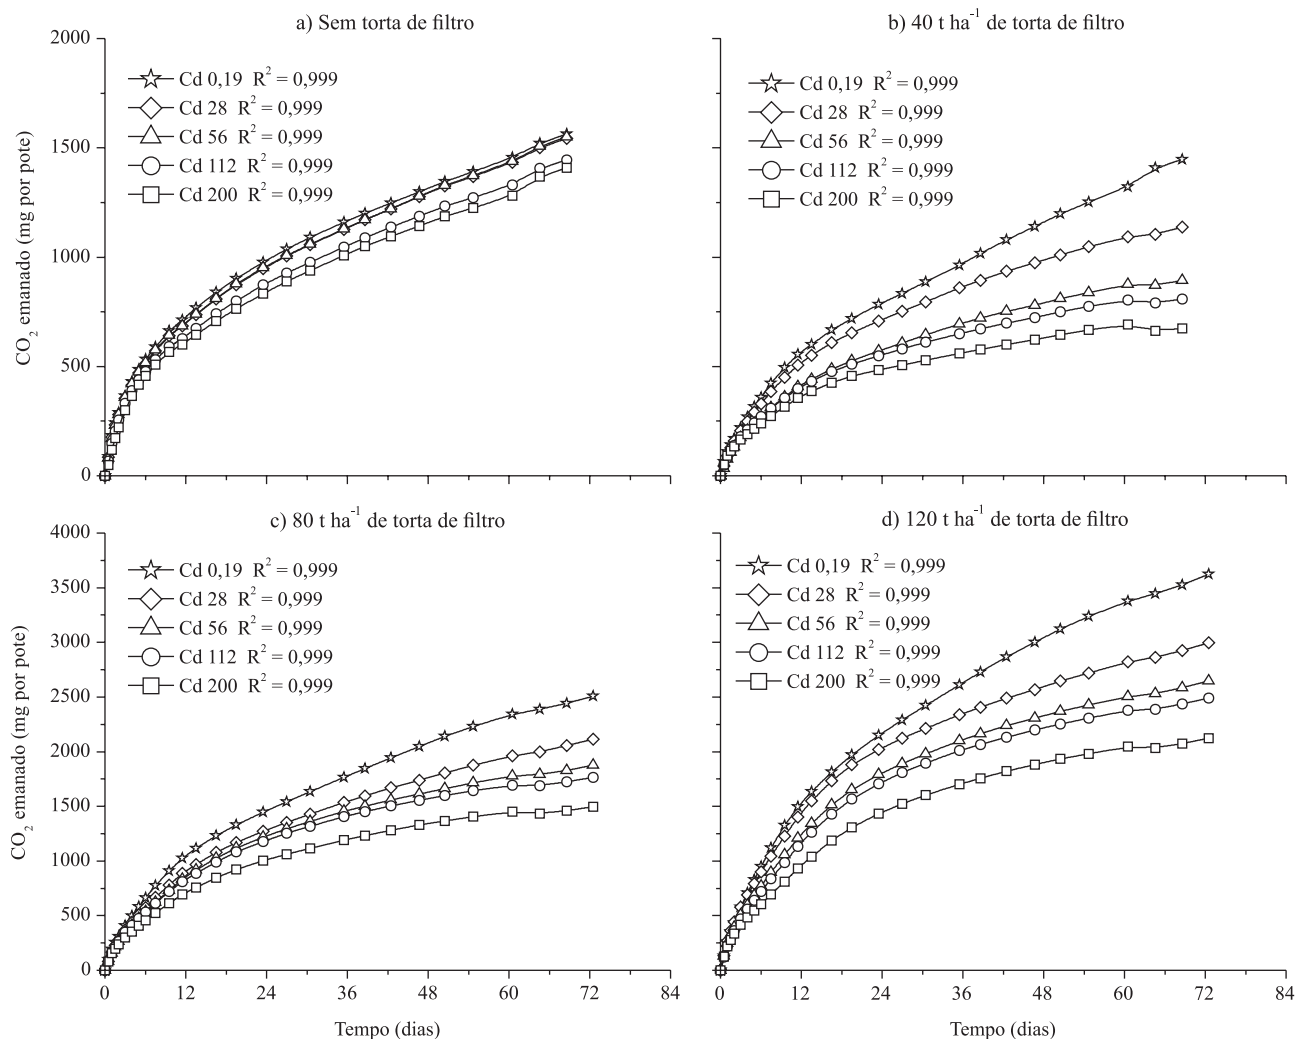 a) Sem torta de filtro
b) 40 t ha⁻¹ de torta de filtro
2000
1500
1000
500
0
CO₂ emanado (mg por pote)
Cd 0,19 R² = 0,999
Cd 28 R² = 0,999
Cd 56 R² = 0,999
Cd 112 R² = 0,999
Cd 200 R² = 0,999
Cd 0,19 R² = 0,999
Cd 28 R² = 0,999
Cd 56 R² = 0,999
Cd 112 R² = 0,999
Cd 200 R² = 0,999
0
c) 80 t ha⁻¹ de torta de filtro
d) 120 t ha⁻¹ de torta de filtro
4000
3500
3000
2500
2000
1500
1000
500
0
CO₂ emanado (mg por pote)
Cd 0,19 R² = 0,999
Cd 28 R² = 0,999
Cd 56 R² = 0,999
Cd 112 R² = 0,999
Cd 200 R² = 0,999
Cd 0,19 R² = 0,999
Cd 28 R² = 0,999
Cd 56 R² = 0,999
Cd 112 R² = 0,999
Cd 200 R² = 0,999
0 12 24 36 48 60 72 84
0 12 24 36 48 60 72 84
Tempo (dias)
Tempo (dias)